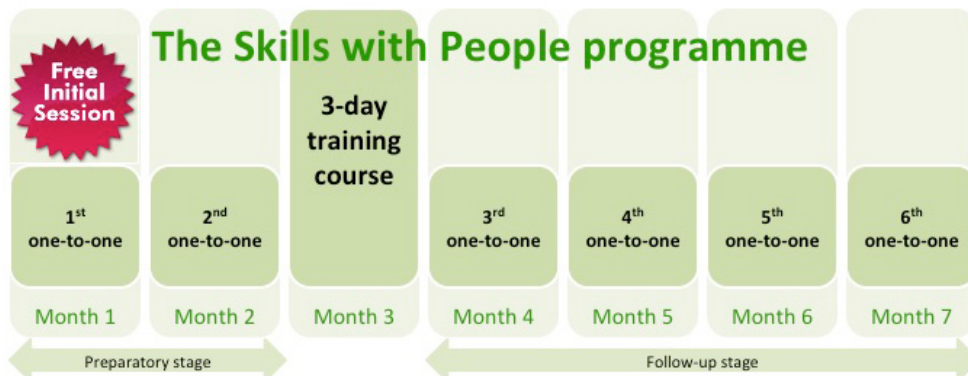 The Skills with People programme
Free
Initial
Session
3-day
training
course
1st
one-to-one
2nd
one-to-one
3rd
one-to-one
4th
one-to-one
5th
one-to-one
6th
one-to-one
Month 1
Month 2
Month 3
Month 4
Month 5
Month 6
Month 7
Preparatory stage
Follow-up stage